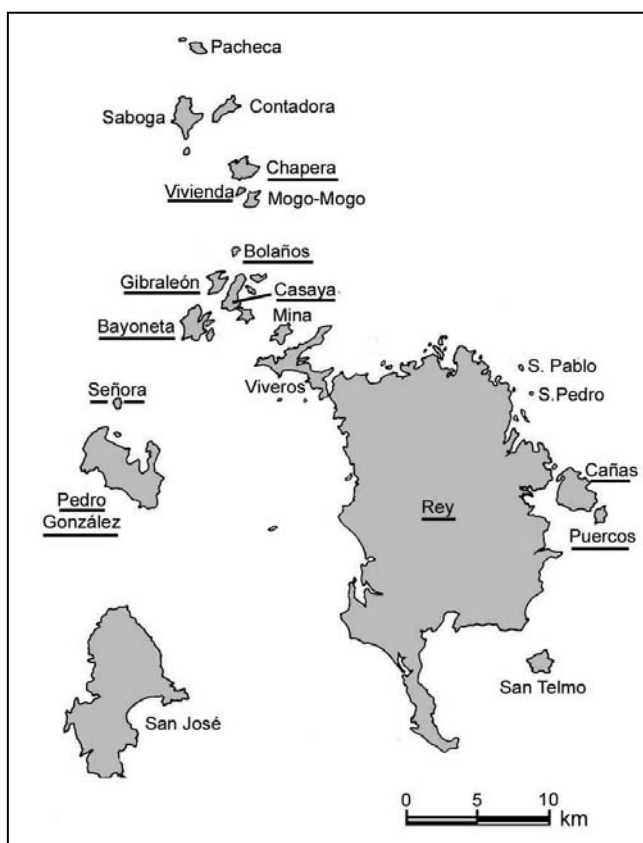 Pacheca
Contadora
Saboga
Chapera
Vivienda
Mogo-Mogo
Bolaños
Gibraleón
Casaya
Bayoneta
Mina
S. Pablo
Viveros
Señora
S.Pedro
Cañas
Pedro
González
Rey
Puercos
San Telmo
San José
0 5 10
km